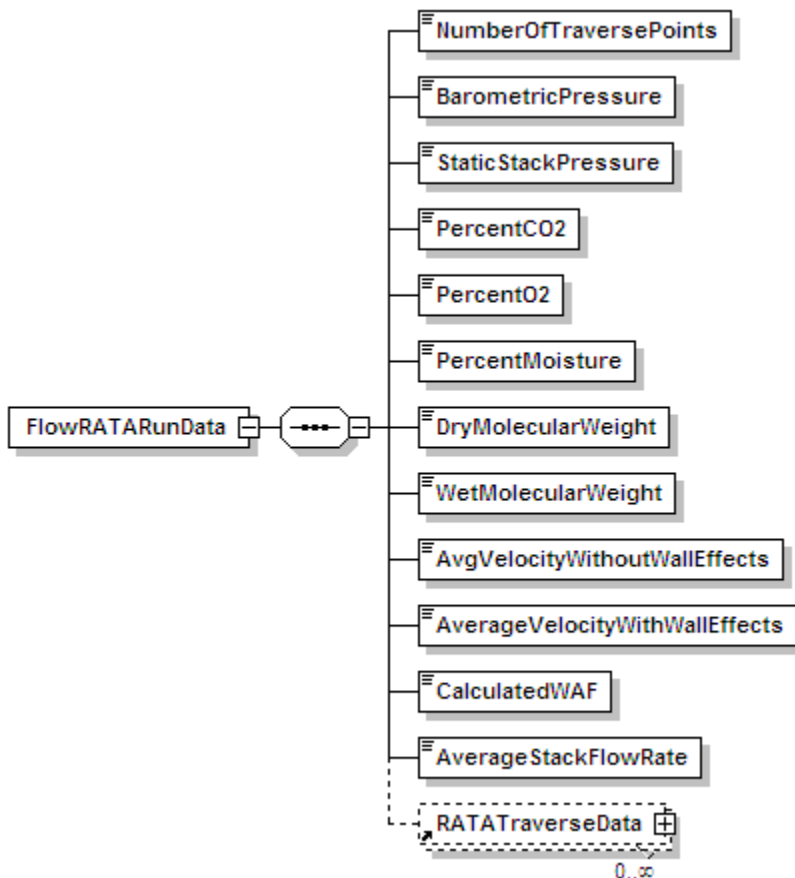 NumberOfTraversePoints
BarometricPressure
StaticStackPressure
PercentCO2
PercentO2
PercentMoisture
FlowRATARunData
DryMolecularWeight
WetMolecularWeight
AvgVelocityWithoutWallEffects
AverageVelocityWithWallEffects
CalculatedWAF
AverageStackFlowRate
RATATraverseData
0..∞